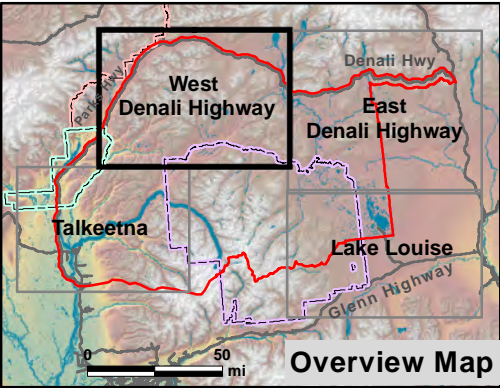 Denali Hwy
Parks Hwy
West
Denali Highway
East
Denali Highway
Talkeetna
Lake Louise
Glenn Highway
0 50
mi
Overview Map